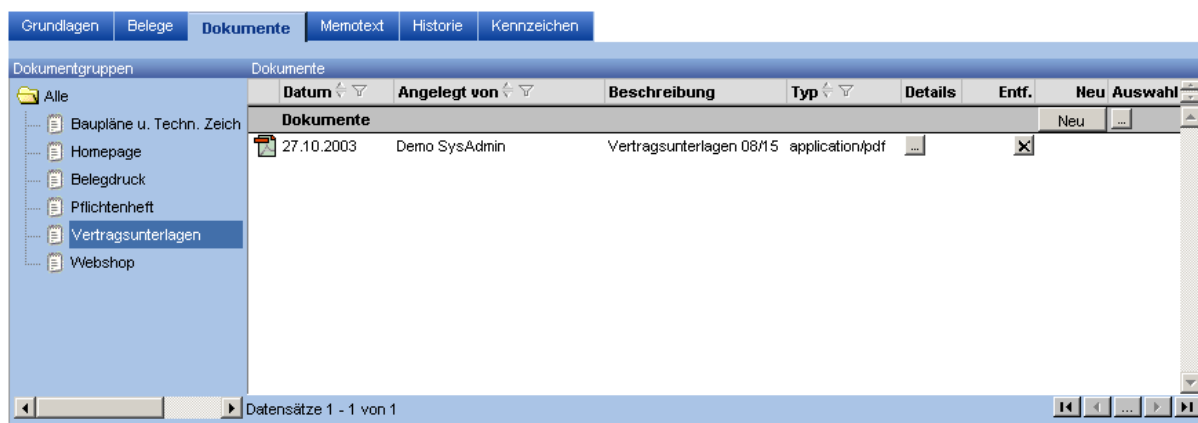 Grundlagen Belege Dokumente Memotext Historie Kennzeichen
Dokumentgruppen Dokumente
Alle
Baupläne u. Techn. Zeich
Homepage
Belegdruck
Pflichtenheft
Vertragsunterlagen
Webshop
Datum Angelegt von Beschreibung Typ Details Entf. Neu Auswahl
Dokumente Neu ...
27.10.2003 Demo SysAdmin Vertragsunterlagen 08/15 application/pdf ...
Datensätze 1 - 1 von 1 ...